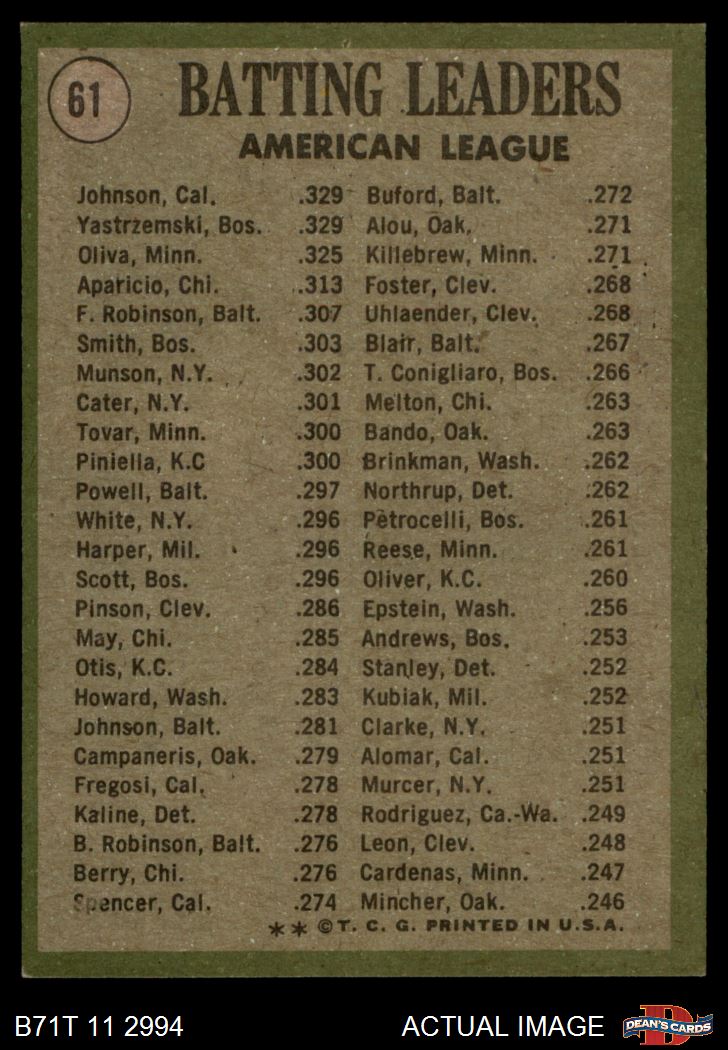 61
BATTING LEADERS
AMERICAN LEAGUE
Johnson, Cal. .329 Buford, Balt. .272
Yastrzemski, Bos. .329 Alou, Oak. .271
Oliva, Minn. .325 Killebrew, Minn. .271
Aparicio, Chi. .313 Foster, Clev. .268
F. Robinson, Balt. .307 Uhlaender, Clev. .268
Smith, Bos. .303 Blair, Balt. .267
Munson, N.Y. .302 T. Conigliaro, Bos. .266
Cater, N.Y. .301 Melton, Chi. .263
Tovar, Minn. .300 Bando, Oak. .263
Piniella, K.C .300 Brinkman, Wash. .262
Powell, Balt. .297 Northrup, Det. .262
White, N.Y. .296 Petrocelli, Bos. .261
Harper, Mil. .296 Reese, Minn. .261
Scott, Bos. .296 Oliver, K.C. .260
Pinson, Clev. .286 Epstein, Wash. .256
May, Chi. .285 Andrews, Bos. .253
Otis, K.C. .284 Stanley, Det. .252
Howard, Wash. .283 Kubiak, Mil. .252
Johnson, Balt. .281 Clarke, N.Y. .251
Campaneris, Oak. .279 Alomar, Cal. .251
Fregosi, Cal. .278 Murcer, N.Y. .251
Kaline, Det. .278 Rodriguez, Ca.-Wa. .249
B. Robinson, Balt. .276 Leon, Clev. .248
Berry, Chi. .276 Cardenas, Minn. .247
Spencer, Cal. .274 Mincher, Oak. .246
** ©T. C. G. PRINTED IN U.S.A.
B71T 11 2994 ACTUAL IMAGE
D
DEAN'S CARDS